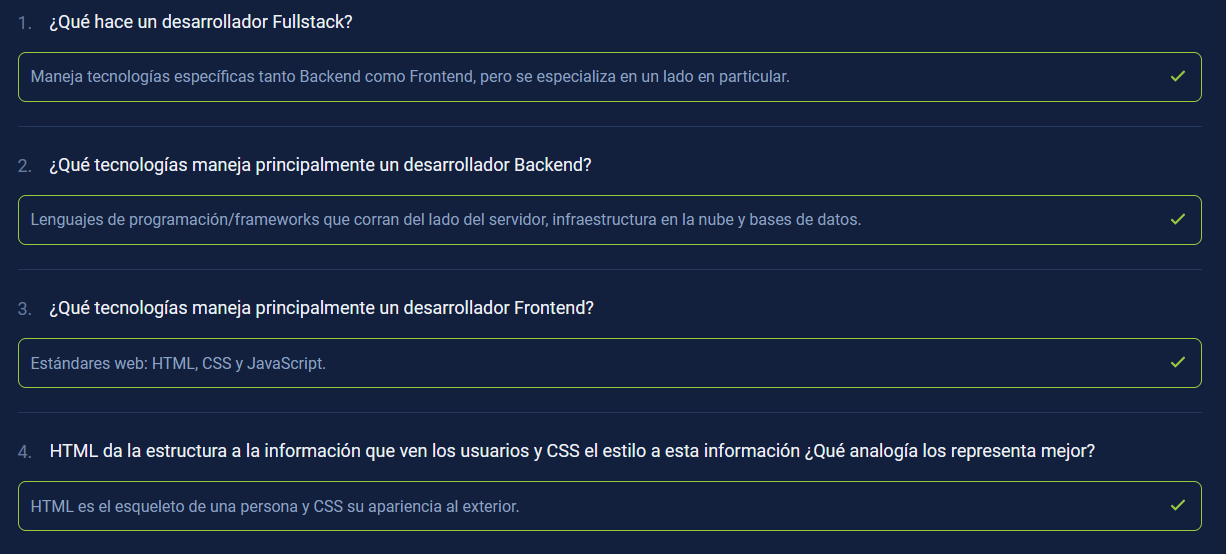 1. ¿Qué hace un desarrollador Fullstack?
Maneja tecnologías específicas tanto Backend como Frontend, pero se especializa en un lado en particular.
2. ¿Qué tecnologías maneja principalmente un desarrollador Backend?
Lenguajes de programación/frameworks que corran del lado del servidor, infraestructura en la nube y bases de datos.
3. ¿Qué tecnologías maneja principalmente un desarrollador Frontend?
Estándares web: HTML, CSS y JavaScript.
4. HTML da la estructura a la información que ven los usuarios y CSS el estilo a esta información ¿Qué analogía los representa mejor?
HTML es el esqueleto de una persona y CSS su apariencia al exterior.